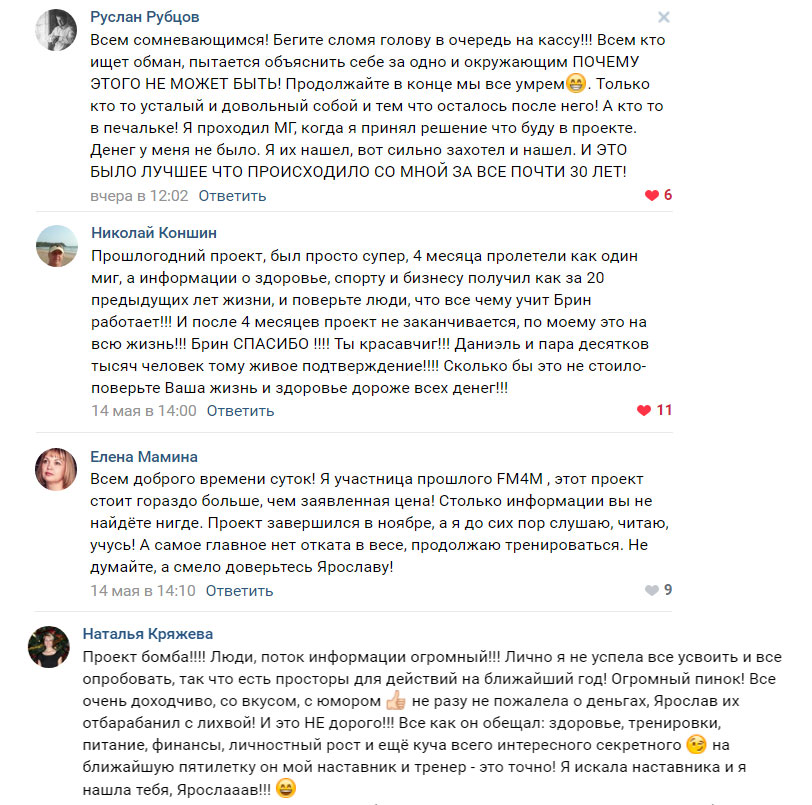 Руслан Рубцов
Всем сомневающимся! Бегите сломя голову в очередь на кассу!!! Всем кто
ищет обман, пытается объяснить себе за одно и окружающим ПОЧЕМУ
ЭТОГО НЕ МОЖЕТ БЫТЬ! Продолжайте в конце мы все умрем😁. Только
кто то усталый и довольный собой и тем что осталось после него! А кто то
в печальке! Я проходил МГ, когда я принял решение что буду в проекте.
Денег у меня не было. Я их нашел, вот сильно захотел и нашел. И ЭТО
БЫЛО ЛУЧШЕЕ ЧТО ПРОИСХОДИЛО СО МНОЙ ЗА ВСЕ ПОЧТИ 30 ЛЕТ!
вчера в 12:02 Ответить 6
Николай Коншин
Прошлогодний проект, был просто супер, 4 месяца пролетели как один
миг, а информации о здоровье, спорту и бизнесу получил как за 20
предыдущих лет жизни, и поверьте люди, что все чему учит Брин
работает!!! И после 4 месяцев проект не заканчивается, по моему это на
всю жизнь!!! Брин СПАСИБО !!!! Ты красавчиг!!! Даниэль и пара десятков
тысяч человек тому живое подтверждение!!!! Сколько бы это не стоило-
поверьте Ваша жизнь и здоровье дороже всех денег!!!
14 мая в 14:00 Ответить 11
Елена Мамина
Всем доброго времени суток! Я участница прошлого FM4M , этот проект
стоит гораздо больше, чем заявленная цена! Столько информации вы не
найдёте нигде. Проект завершился в ноябре, а я до сих пор слушаю, читаю,
учусь! А самое главное нет отката в весе, продолжаю тренироваться. Не
думайте, а смело доверьтесь Ярославу!
14 мая в 14:10 Ответить 9
Наталья Кряжева
Проект бомба!!!! Люди, поток информации огромный!!! Лично я не успела все усвоить и все
опробовать, так что есть просторы для действий на ближайший год! Огромный пинок! Все
очень доходчиво, со вкусом, с юмором 👍 не разу не пожалела о деньгах, Ярослав их
отбарабанил с лихвой! И это НЕ дорого!!! Все как он обещал: здоровье, тренировки,
питание, финансы, личностный рост и ещё куча всего интересного секретного 😉 на
ближайшую пятилетку он мой наставник и тренер - это точно! Я искала наставника и я
нашла тебя, Ярослааав!!! 😄